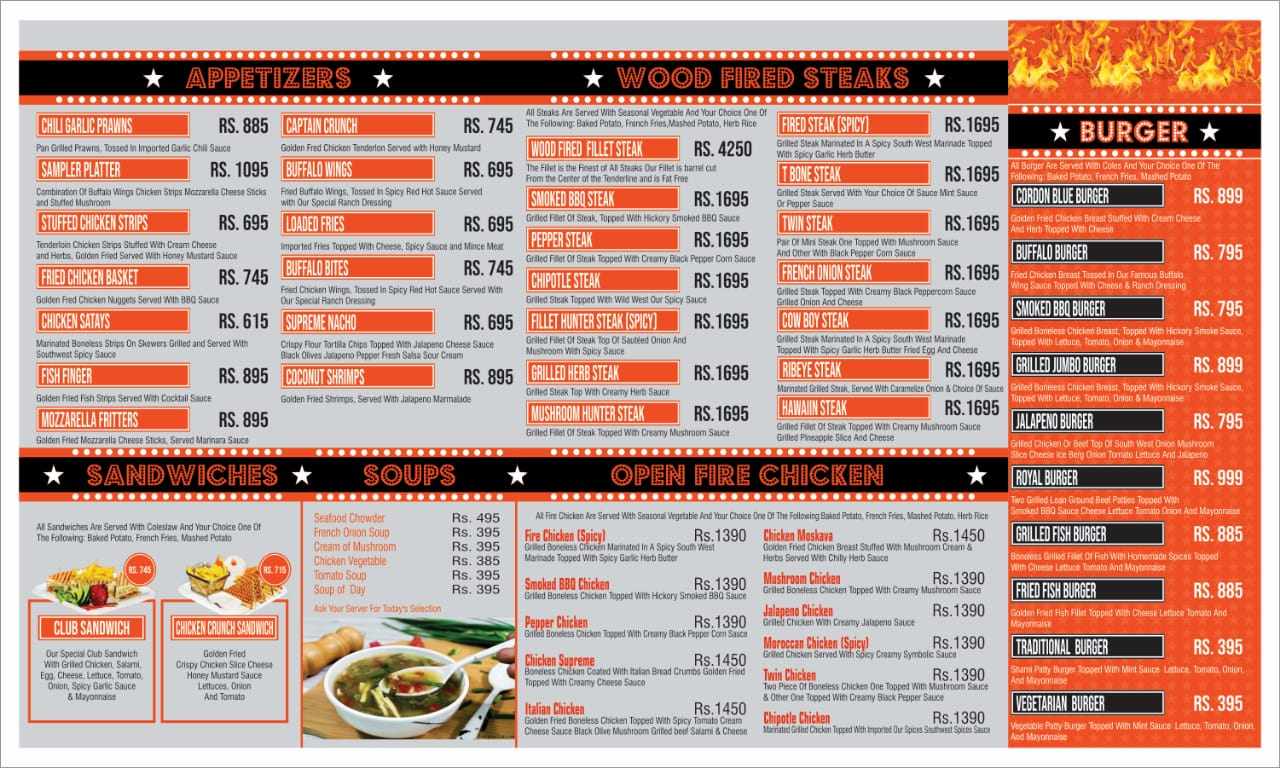 APPETIZERS
CHILI GARLIC PRAWNS RS. 885
Pan Grilled Prawns, Tossed In Imported Garlic Chili Sauce
SAMPLER PLATTER RS. 1095
Combination Of Buffalo Wings Chicken Strips Mozzarella Cheese Sticks
and Stuffed Mushroom
STUFFED CHICKEN STRIPS RS. 695
Tenderloin Chicken Strips Stuffed With Cream Cheese
and Herbs, Golden Fried Served With Honey Mustard Sauce
FRIED CHICKEN BASKET RS. 745
Golden Fred Chicken Nuggets Served With BBQ Sauce
CHICKEN SATAYS RS. 615
Marinated Boneless Strips On Skewers Grilled and Served With
Southwest Spicy Sauce
FISH FINGER RS. 895
Golden Fred Fish Strips Served With Cocktail Sauce
MOZZARELLA FRITTERS RS. 895
Golden Fried Mozzarella Cheese Sticks, Served Marinara Sauce
CAPTAIN CRUNCH RS. 745
Golden Fred Chicken Tenderlon Served with Honey Mustard
BUFFALO WINGS RS. 695
Fried Buffalo Wings, Tossed In Spicy Red Hot Sauce Served
with Our Special Ranch Dressing
LOADED FRIES RS. 695
Imported Fries Topped With Cheese, Spicy Sauce and Mince Meat
BUFFALO BITES RS. 745
Fried Chicken Wings, Tossed In Spicy Red Hot Sauce Served With
Our Special Ranch Dressing
SUPREME NACHO RS. 695
Crispy Flour Tortilla Chips Topped With Jalapeno Cheese Sauce
Black Olives Jalapeno Pepper Fresh Salsa Sour Cream
COCONUT SHRIMPS RS. 895
Golden Fred Shrimps, Served With Jalapeno Marmalade
WOOD FIRED STEAKS
All Steaks Are Served With Seasonal Vegetable And Your Choice One Of
The Following: Baked Potato, French Fries,Mashed Potato, Herb Rice
WOOD FIRED FILLET STEAK RS. 4250
The Fillet is the Finest of All Steaks Our Fillet is barrel cut
From the Center of the Tenderline and is Fat Free
SMOKED BBQ STEAK RS.1695
Grilled Fillet Of Steak, Topped With Hickory Smoked BBQ Sauce
PEPPER STEAK RS.1695
Grilled Fillet Of Steak Topped With Creamy Black Pepper Corn Sauce
CHIPOTLE STEAK RS.1695
Grilled Steak Topped With Wild West Our Spicy Sauce
FILLET HUNTER STEAK (SPICY) RS.1695
Grilled Fillet Of Steak Top Of Sautéed Onion And
Mushroom With Spicy Sauce
GRILLED HERB STEAK RS.1695
Grilled Steak Top With Creamy Herb Sauce
MUSHROOM HUNTER STEAK RS.1695
Grilled Fillet Of Steak Topped With Creamy Mushroom Sauce
FIRED STEAK (SPICY) RS.1695
Grilled Steak Marinated In A Spicy South West Marinade Topped
With Spicy Garlic Herb Butter
T BONE STEAK RS.1695
Grilled Steak Served With Your Choice Of Sauce Mint Sauce
Or Pepper Sauce
TWIN STEAK RS.1695
Pair Of Mini Steak One Topped With Mushroom Sauce
And Other With Black Pepper Corn Sauce
FRENCH ONION STEAK RS.1695
Grilled Steak Topped With Creamy Black Peppercorn Sauce
Grilled Onion And Cheese
COW BOY STEAK RS.1695
Grilled Steak Marinated In A Spicy South West Marinade
Topped With Spicy Garlic Herb Butter Fried Egg And Cheese
RIBEYE STEAK RS.1695
Marinated Grilled Steak, Served With Caramelize Onion & Choice Of Sauce
HAWAIIN STEAK RS.1695
Grilled Fillet Of Steak Topped With Creamy Mushroom Sauce
Grilled Pineapple Slice And Cheese
BURGER
All Burger Are Served With Coles And Your Choice One Of The
Following: Baked Potato, French Fries, Mashed Potato
CORDON BLUE BURGER RS. 899
Golden Fried Chicken Breast Stuffed With Cream Cheese
And Herb Topped With Cheese
BUFFALO BURGER RS. 795
Fried Chicken Breast Tossed In Our Famous Buffalo
Wing Sauce Topped With Cheese & Ranch Dressing
SMOKED BBQ BURGER RS. 795
Grilled Boneless Chicken Breast, Topped With Hickory Smoke Sauce,
Topped With Lettuce, Tomato, Onion & Mayonnaise
GRILLED JUMBO BURGER RS. 899
Grilled Boneless Chicken Breast, Topped With Hickory Smoke Sauce,
Topped With Lettuce, Tomato, Onion & Mayonnaise
JALAPENO BURGER RS. 795
Grilled Chicken Or Beef Top Of South West Onion Mushroom
Slice Cheese Ice Berg Onion Tomato Lettuce And Jalapeno
ROYAL BURGER RS. 999
Two Grilled Lean Ground Beef Patties Topped With
Smoked BBQ Sauce Cheese Lettuce Tomato Onion And Mayonnaise
GRILLED FISH BURGER RS. 885
Boneless Grilled Fillet Of Fish With Homemade Spices Topped
With Cheese Lettuce Tomato And Mayonnaise
FRIED FISH BURGER RS. 885
Golden Fried Fish Fillet Topped With Cheese Lettuce Tomato And
Mayonnaise
TRADITIONAL BURGER RS. 395
Shami Patty Burger Topped With Mint Sauce Lettuce, Tomato, Onion,
And Mayonnaise
VEGETARIAN BURGER RS. 395
Vegetable Patty Burger Topped With Mint Sauce Lettuce, Tomato, Onion,
And Mayonnaise
SANDWICHES
All Sandwiches Are Served With Coleslaw And Your Choice One Of
The Following: Baked Potato, French Fries, Mashed Potato
RS. 745
CLUB SANDWICH
Our Special Club Sandwich
With Grilled Chicken, Salami,
Egg, Cheese, Lettuce, Tomato,
Onion, Spicy Garlic Sauce
& Mayonnaise
RS. 715
CHICKEN CRUNCH SANDWICH
Golden Fried
Crispy Chicken Slice Cheese
Honey Mustard Sauce
Lettuces, Onion
And Tomato
SOUPS
Seafood Chowder Rs. 495
French Onion Soup Rs. 395
Cream of Mushroom Rs. 395
Chicken Vegetable Rs. 385
Tomato Soup Rs. 395
Soup of Day Rs. 395
Ask Your Server For Today's Selection
OPEN FIRE CHICKEN
All Fire Chicken Are Served With Seasonal Vegetable And Your Choice One Of The Following:Baked Potato, French Fries, Mashed Potato, Herb Rice
Fire Chicken (Spicy) Rs.1390
Grilled Boneless Chicken Marinated In A Spicy South West
Marinade Topped With Spicy Garlic Herb Butter
Smoked BBQ Chicken Rs.1390
Grilled Boneless Chicken Topped With Hickory Smoked BBQ Sauce
Pepper Chicken Rs.1390
Grilled Boneless Chicken Topped With Creamy Black Pepper Corn Sauce
Chicken Supreme Rs.1450
Boneless Chicken Coated With Italian Bread Crumbs Golden Fried
Topped With Creamy Cheese Sauce
Italian Chicken Rs.1450
Golden Fried Boneless Chicken Topped With Spicy Tomato Cream
Cheese Sauce Black Olive Mushroom Grilled beef Salami & Cheese
Chicken Moskava Rs.1450
Golden Fried Chicken Breast Stuffed With Mushroom Cream &
Herbs Served With Chilly Herb Sauce
Mushroom Chicken Rs.1390
Grilled Boneless Chicken Topped With Creamy Mushroom Sauce
Jalapeno Chicken Rs.1390
Grilled Chicken With Creamy Jalapeno Sauce
Moroccan Chicken (Spicy) Rs.1390
Grilled Chicken Served With Spicy Creamy Symbolic Sauce
Twin Chicken Rs.1390
Two Piece Of Boneless Chicken One Topped With Mushroom Sauce
& Other One Topped With Creamy Black Pepper Sauce
Chipotle Chicken Rs.1390
Marinated Grilled Chicken Topped With Imported Our Spices Southwest Spices Sauce